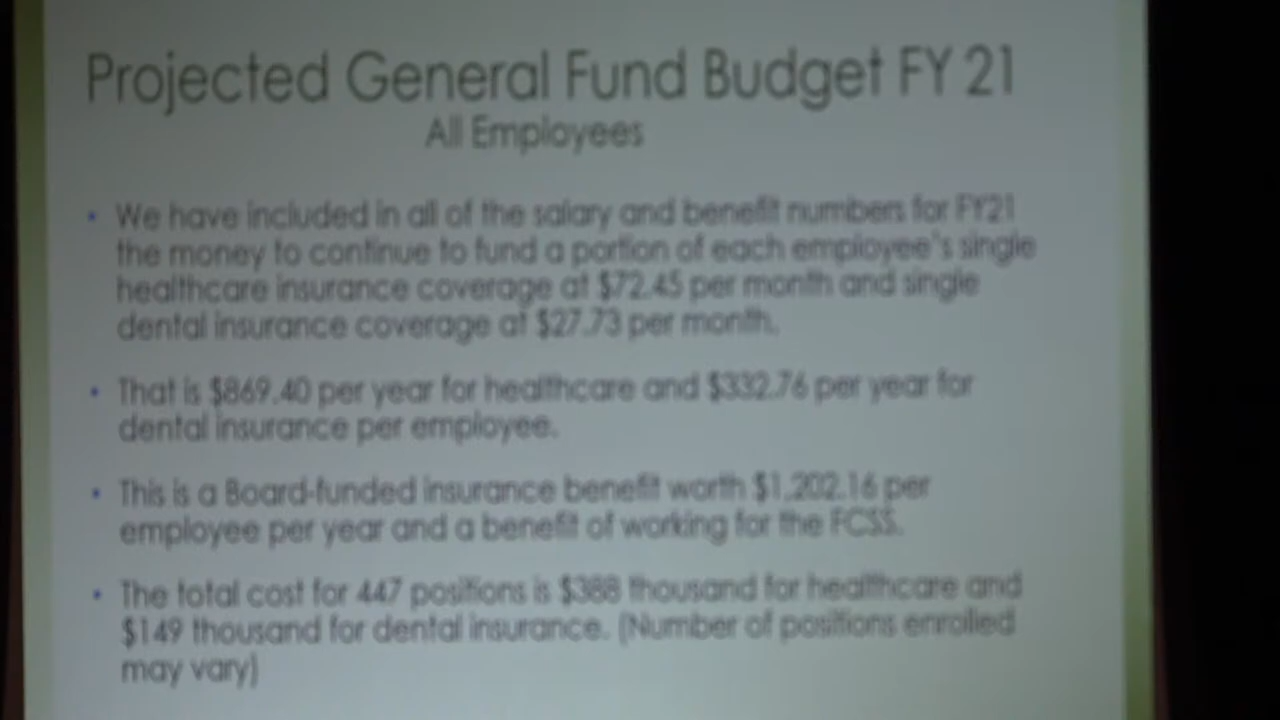 Projected General Fund Budget FY 21
All Employees
• We have included in all of the salary and benefit numbers for FY21
the money to continue to fund a portion of each employee's single
healthcare insurance coverage at $72.45 per month and single
dental insurance coverage at $27.73 per month.
• That is $869.40 per year for healthcare and $332.76 per year for
dental insurance per employee.
• This is a Board-funded insurance benefit worth $1,202.16 per
employee per year and a benefit of working for the FCSS.
• The total cost for 447 positions is $388 thousand for healthcare and
$149 thousand for dental insurance. (Number of positions enrolled
may vary)